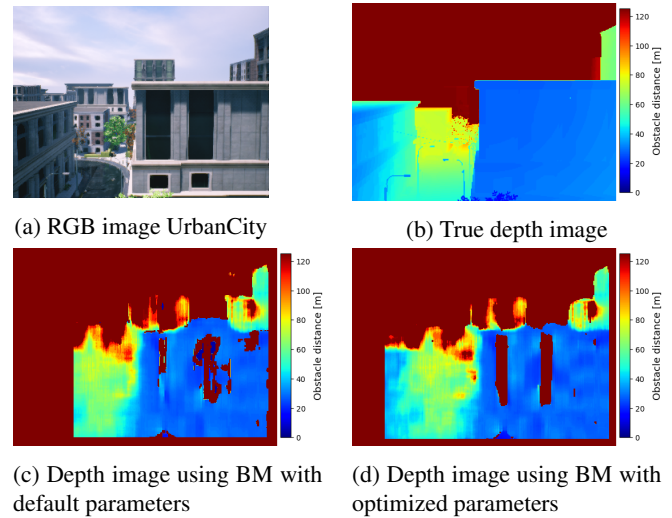 120
100
80
60
40
20
0
Obstacle distance [m]
(a) RGB image UrbanCity
(b) True depth image
120
100
80
60
40
20
0
Obstacle distance [m]
120
100
80
60
40
20
0
Obstacle distance [m]
(c) Depth image using BM with
default parameters
(d) Depth image using BM with
optimized parameters